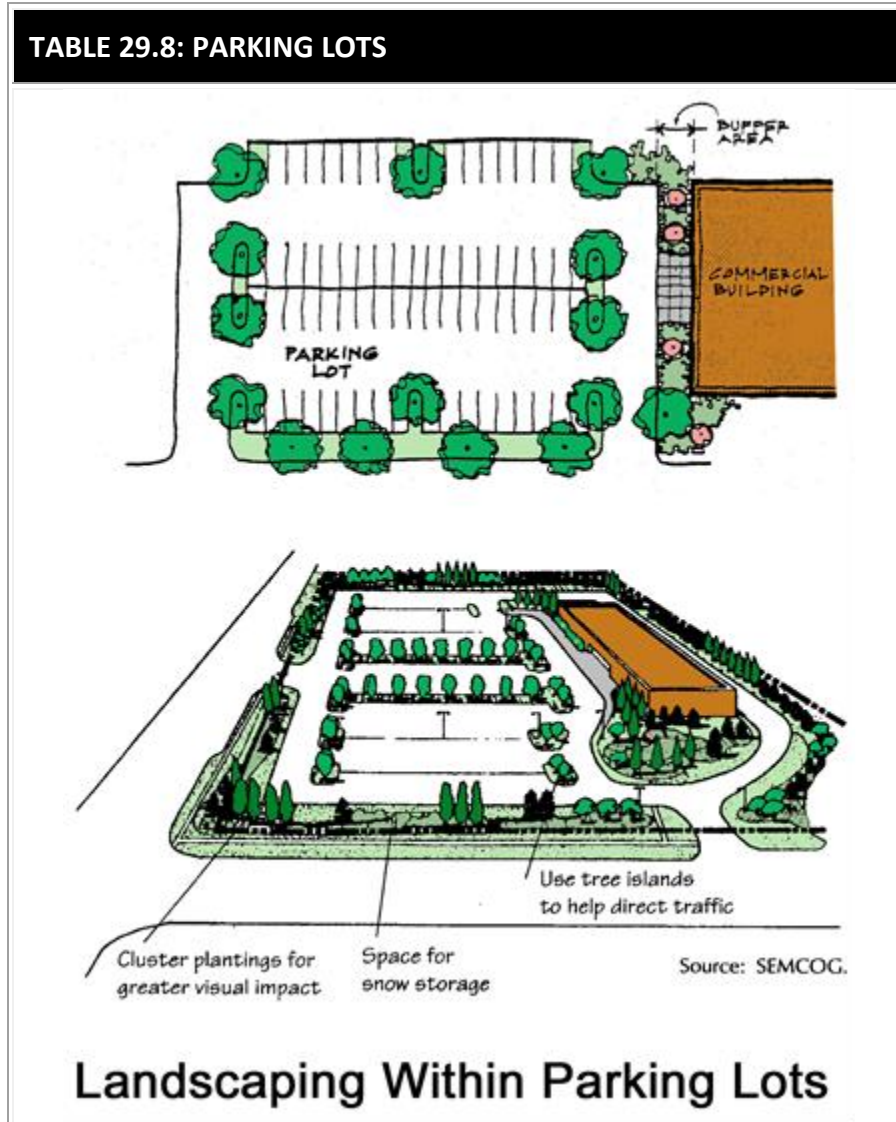 TABLE 29.8: PARKING LOTS
BUFFER
AREA
COMMERCIAL
BUILDING
PARKING
LOT
Use tree islands
to help direct traffic
Cluster plantings for
greater visual impact
Space for
snow storage
Source: SEMCOG.
Landscaping Within Parking Lots